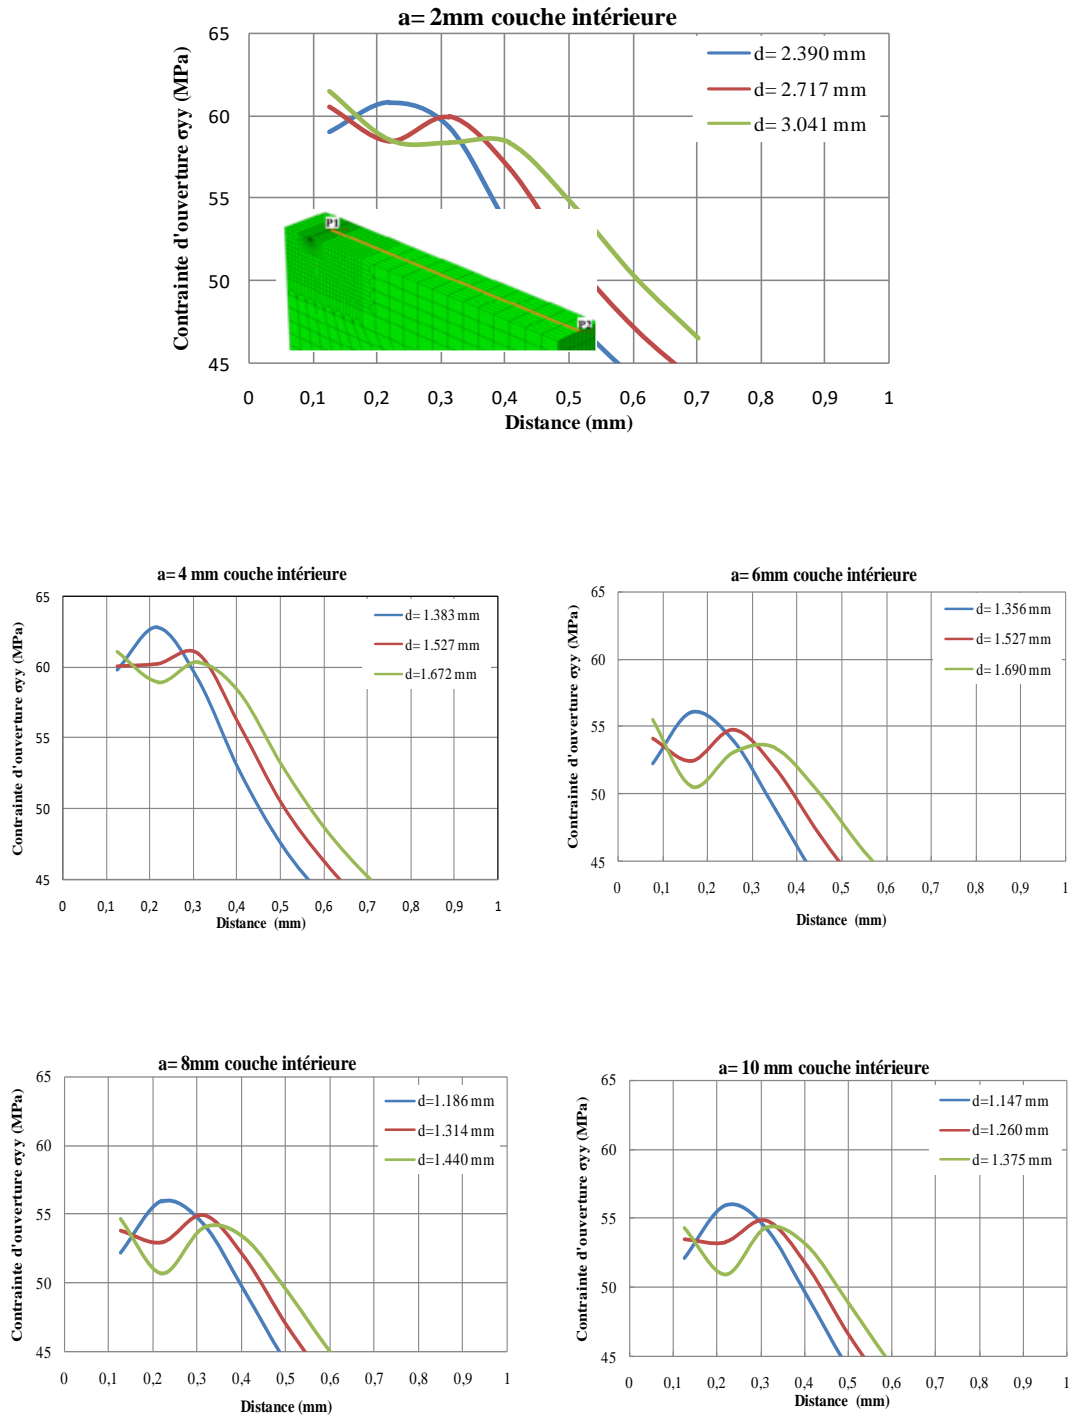 a= 2mm couche intérieure
Contrainte d'ouverture σyy (MPa)
65
60
55
50
45
d= 2.390 mm
d= 2.717 mm
d= 3.041 mm
P1
P2
0 0,1 0,2 0,3 0,4 0,5 0,6 0,7 0,8 0,9 1
Distance (mm)
a= 4 mm couche intérieure
Contrainte d'ouverture σyy (MPa)
65
60
55
50
45
d= 1.383 mm
d= 1.527 mm
d=1.672 mm
0 0,1 0,2 0,3 0,4 0,5 0,6 0,7 0,8 0,9 1
Distance (mm)
a= 6mm couche intérieure
Contrainte d'ouverture σyy (MPa)
65
60
55
50
45
d= 1.356 mm
d= 1.527 mm
d= 1.690 mm
0 0,1 0,2 0,3 0,4 0,5 0,6 0,7 0,8 0,9 1
Distance (mm)
a= 8mm couche intérieure
Contrainte d'ouverture σyy (MPa)
65
60
55
50
45
d=1.186 mm
d=1.314 mm
d=1.440 mm
0 0,1 0,2 0,3 0,4 0,5 0,6 0,7 0,8 0,9 1
Distance (mm)
a= 10 mm couche intérieure
Contrainte d'ouverture σyy (MPa)
65
60
55
50
45
d=1.147 mm
d=1.260 mm
d= 1.375 mm
0 0,1 0,2 0,3 0,4 0,5 0,6 0,7 0,8 0,9 1
Distance (mm)